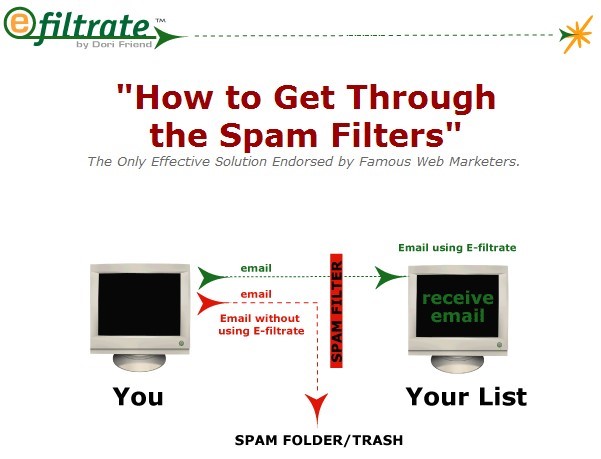 e filtrate™
by Dori Friend
"How to Get Through
the Spam Filters"
The Only Effective Solution Endorsed by Famous Web Marketers.
Email using E-filtrate
email
email
Email without
using E-filtrate
SPAM FILTER
receive
email
You
Your List
SPAM FOLDER/TRASH